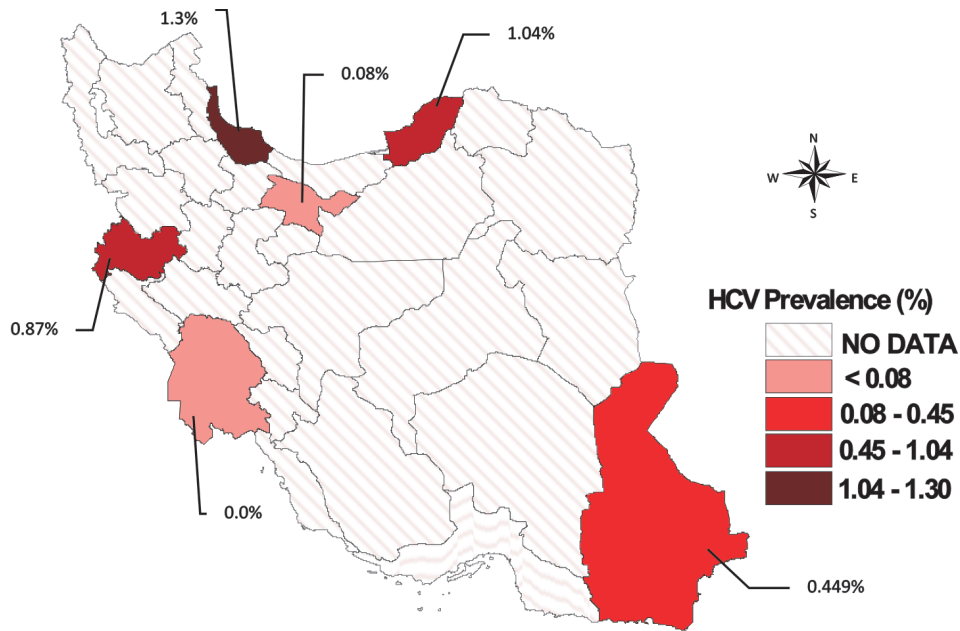 1.3%
1.04%
0.08%
N
W E
S
0.87%
HCV Prevalence (%)
NO DATA
< 0.08
0.08 - 0.45
0.45 - 1.04
1.04 - 1.30
0.0%
0.449%